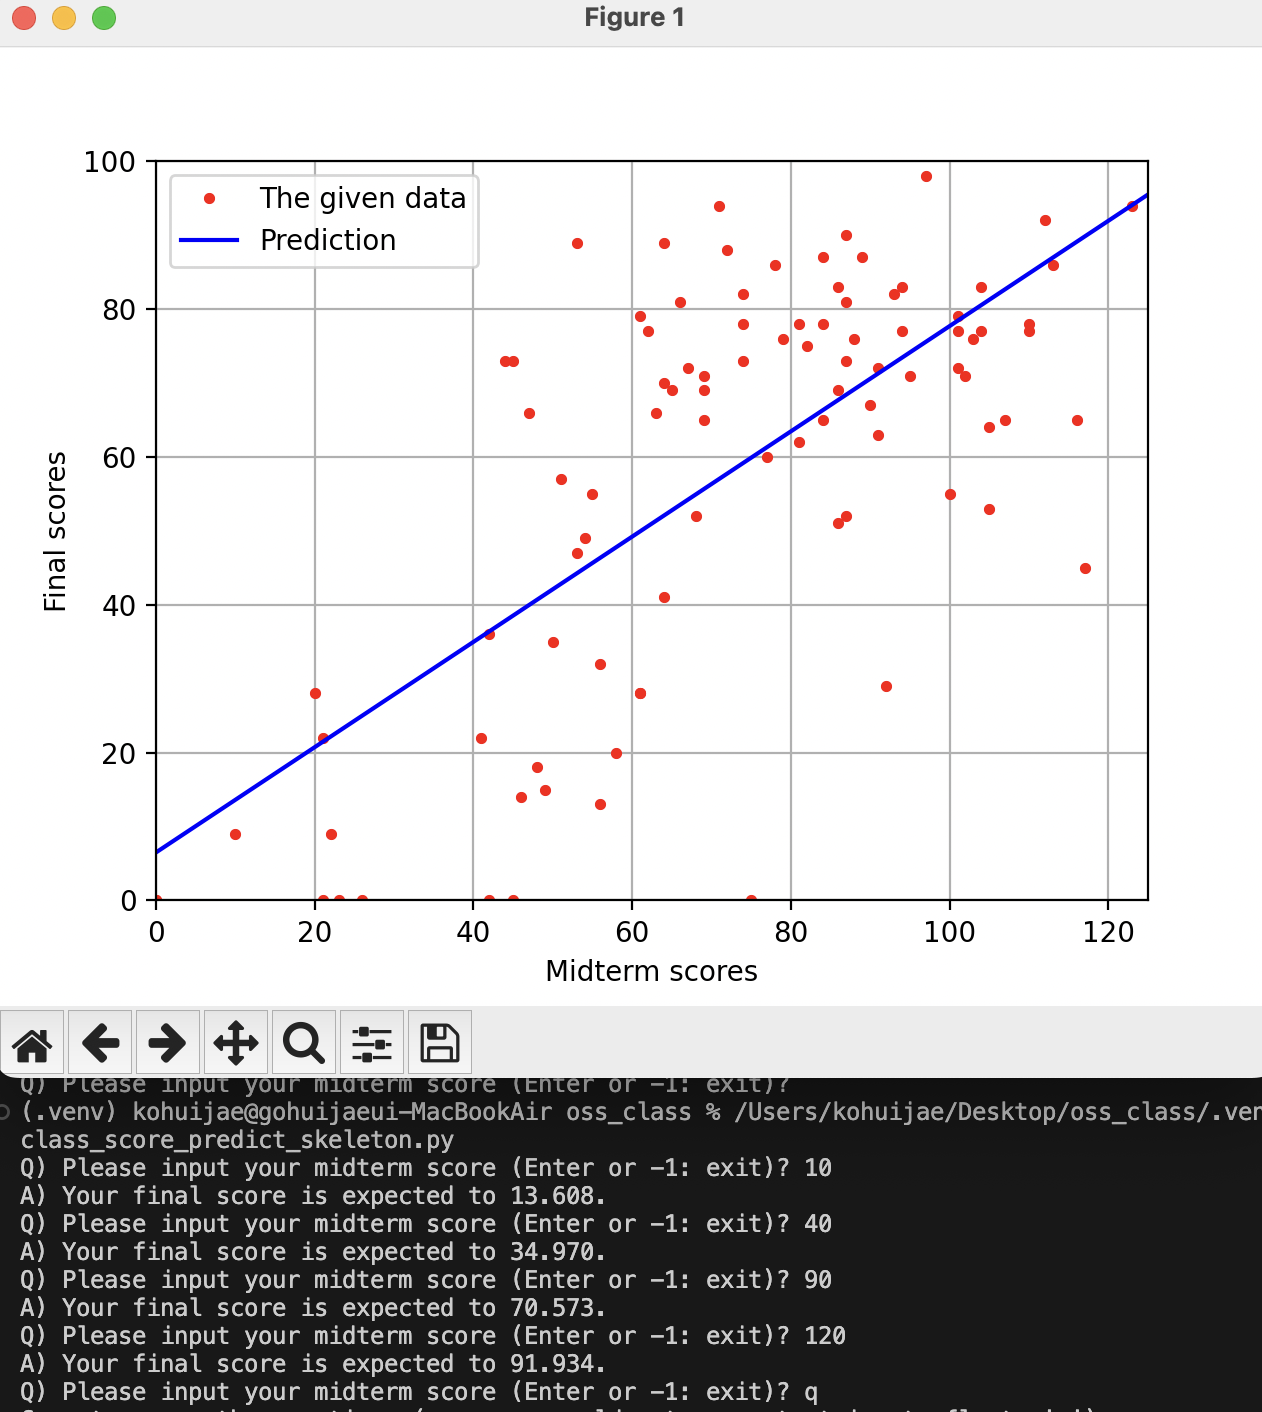 Figure 1
100
The given data
Prediction
80
60
Final scores
40
20
0
0 20 40 60 80 100 120
Midterm scores
Q) Please input your midterm score (Enter or -1: exit)?
(.venv) kohuijae@gohuijaeui-MacBookAir oss_class % /Users/kohuijae/Desktop/oss_class/.ven
class_score_predict_skeleton.py
Q) Please input your midterm score (Enter or -1: exit)? 10
A) Your final score is expected to 13.608.
Q) Please input your midterm score (Enter or -1: exit)? 40
A) Your final score is expected to 34.970.
Q) Please input your midterm score (Enter or -1: exit)? 90
A) Your final score is expected to 70.573.
Q) Please input your midterm score (Enter or -1: exit)? 120
A) Your final score is expected to 91.934.
Q) Please input your midterm score (Enter or -1: exit)? q